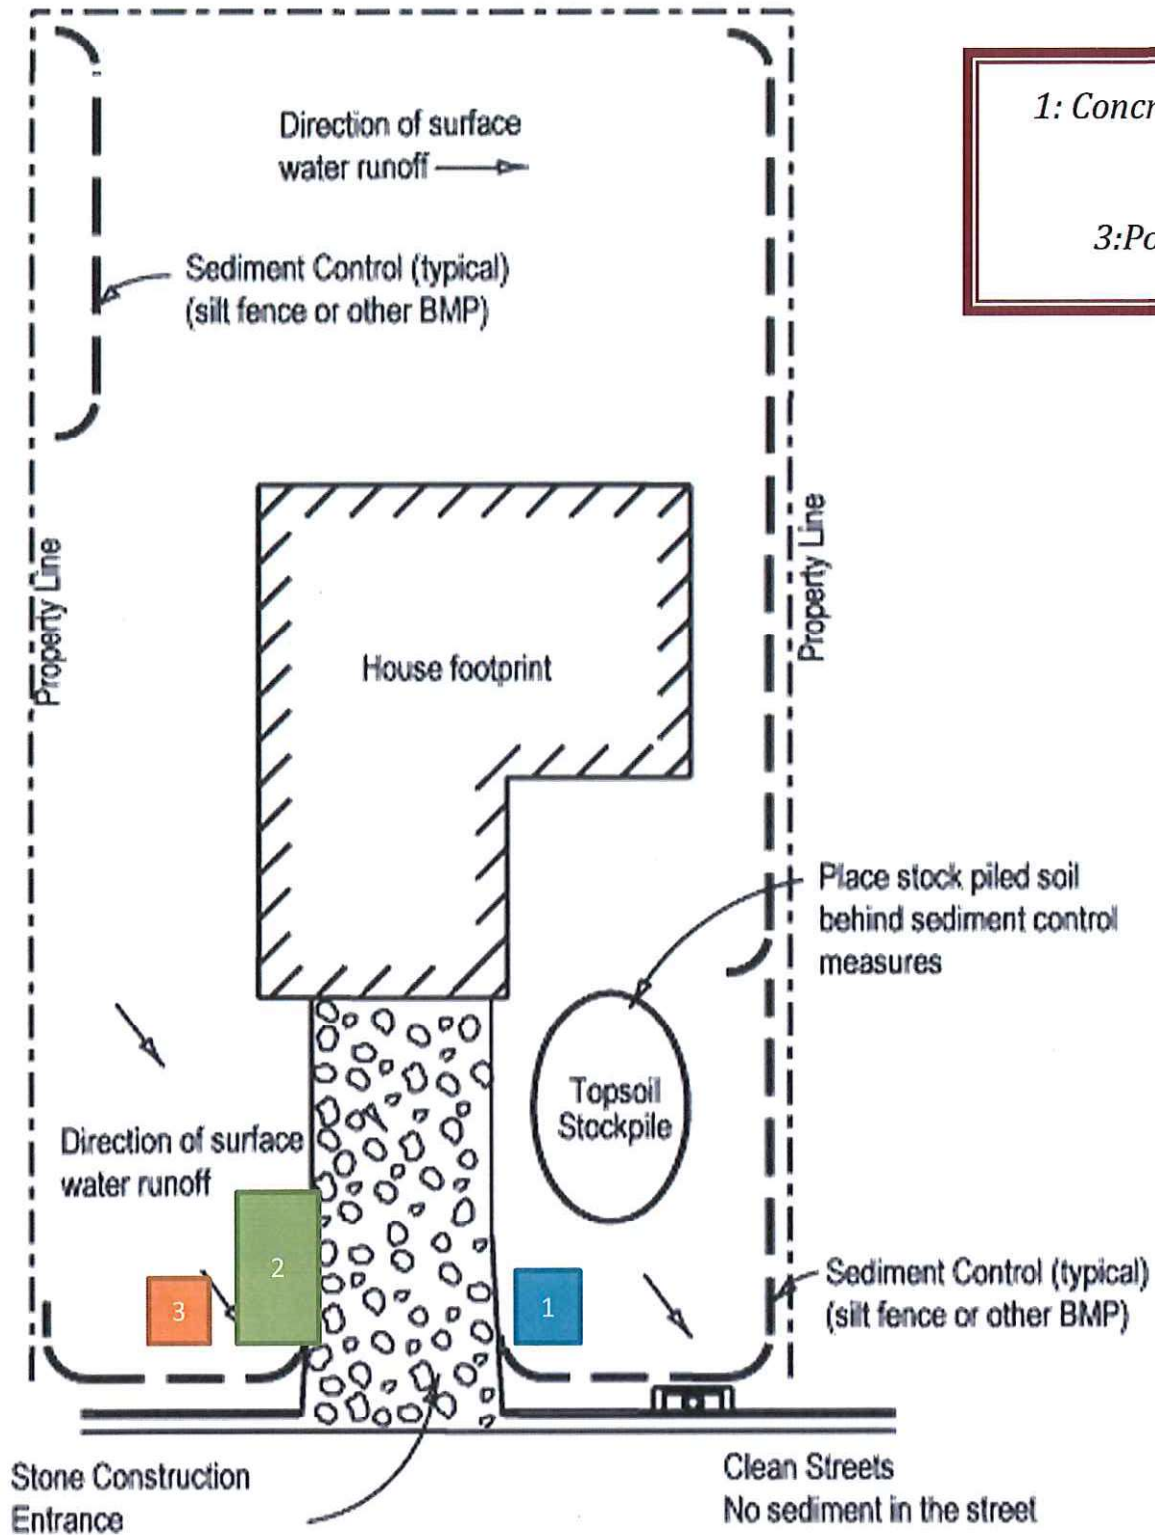 Direction of surface
water runoff
1: Concr
3:Po
Sediment Control (typical)
(silt fence or other BMP)
Property Line
Property Line
House footprint
Place stock piled soil
behind sediment control
measures
Topsoil
Stockpile
Direction of surface
water runoff
2
3
1
Sediment Control (typical)
(silt fence or other BMP)
Stone Construction
Entrance
Clean Streets
No sediment in the street